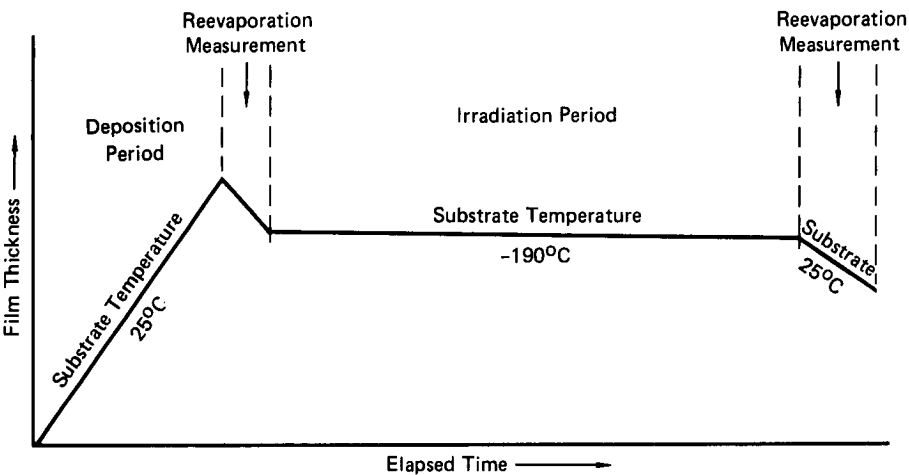 Reevaporation
Measurement
Reevaporation
Measurement
Deposition
Period
Irradiation Period
Film Thickness
Substrate Temperature
25°C
Substrate Temperature
-190°C
Substrate
25°C
Elapsed Time